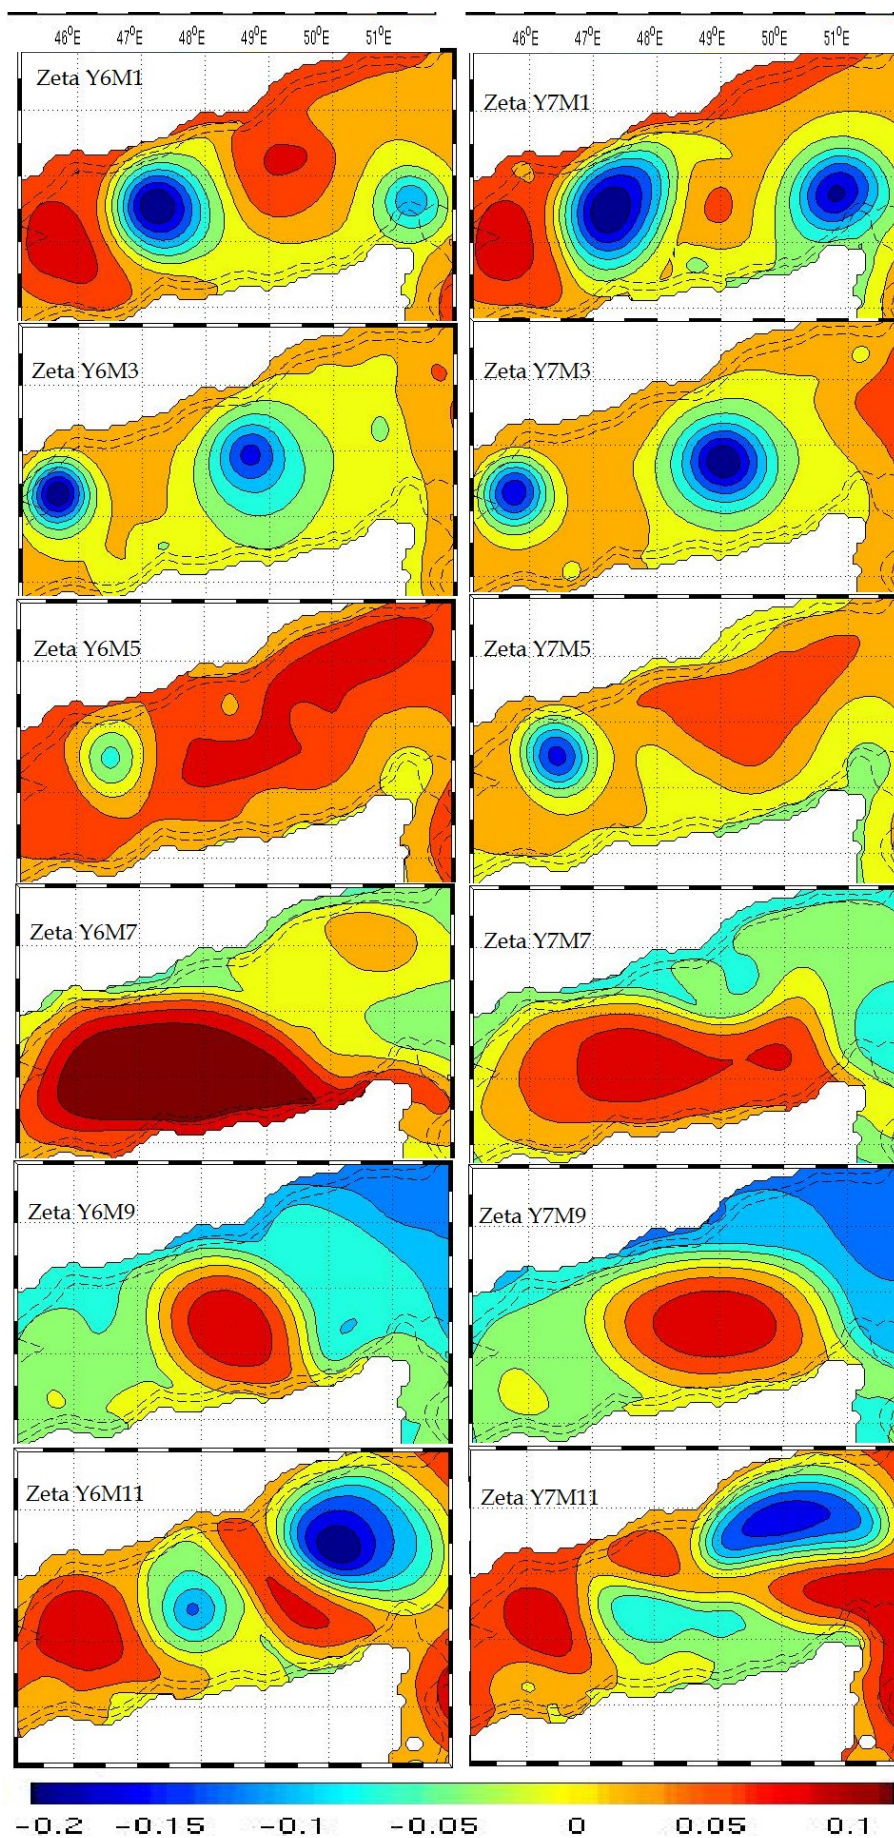 46°E 47°E 48°E 49°E 50°E 51°E 46°E 47°E 48°E 49°E 50°E 51°E
Zeta Y6M1 Zeta Y7M1
Zeta Y6M3 Zeta Y7M3
Zeta Y6M5 Zeta Y7M5
Zeta Y6M7 Zeta Y7M7
Zeta Y6M9 Zeta Y7M9
Zeta Y6M11 Zeta Y7M11
-0.2 -0.15 -0.1 -0.05 0 0.05 0.1